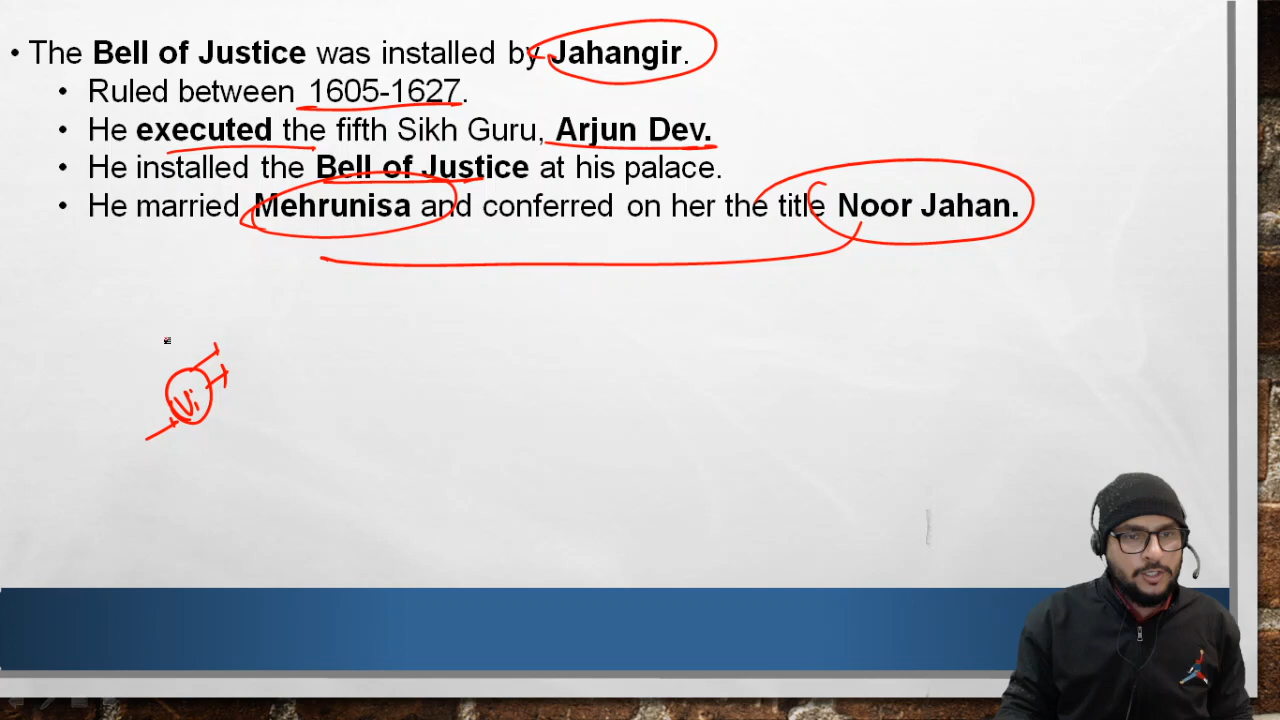 • The Bell of Justice was installed by Jahangir.
• Ruled between 1605-1627.
• He executed the fifth Sikh Guru, Arjun Dev.
• He installed the Bell of Justice at his palace.
• He married Mehrunisa and conferred on her the title Noor Jahan.
Vi